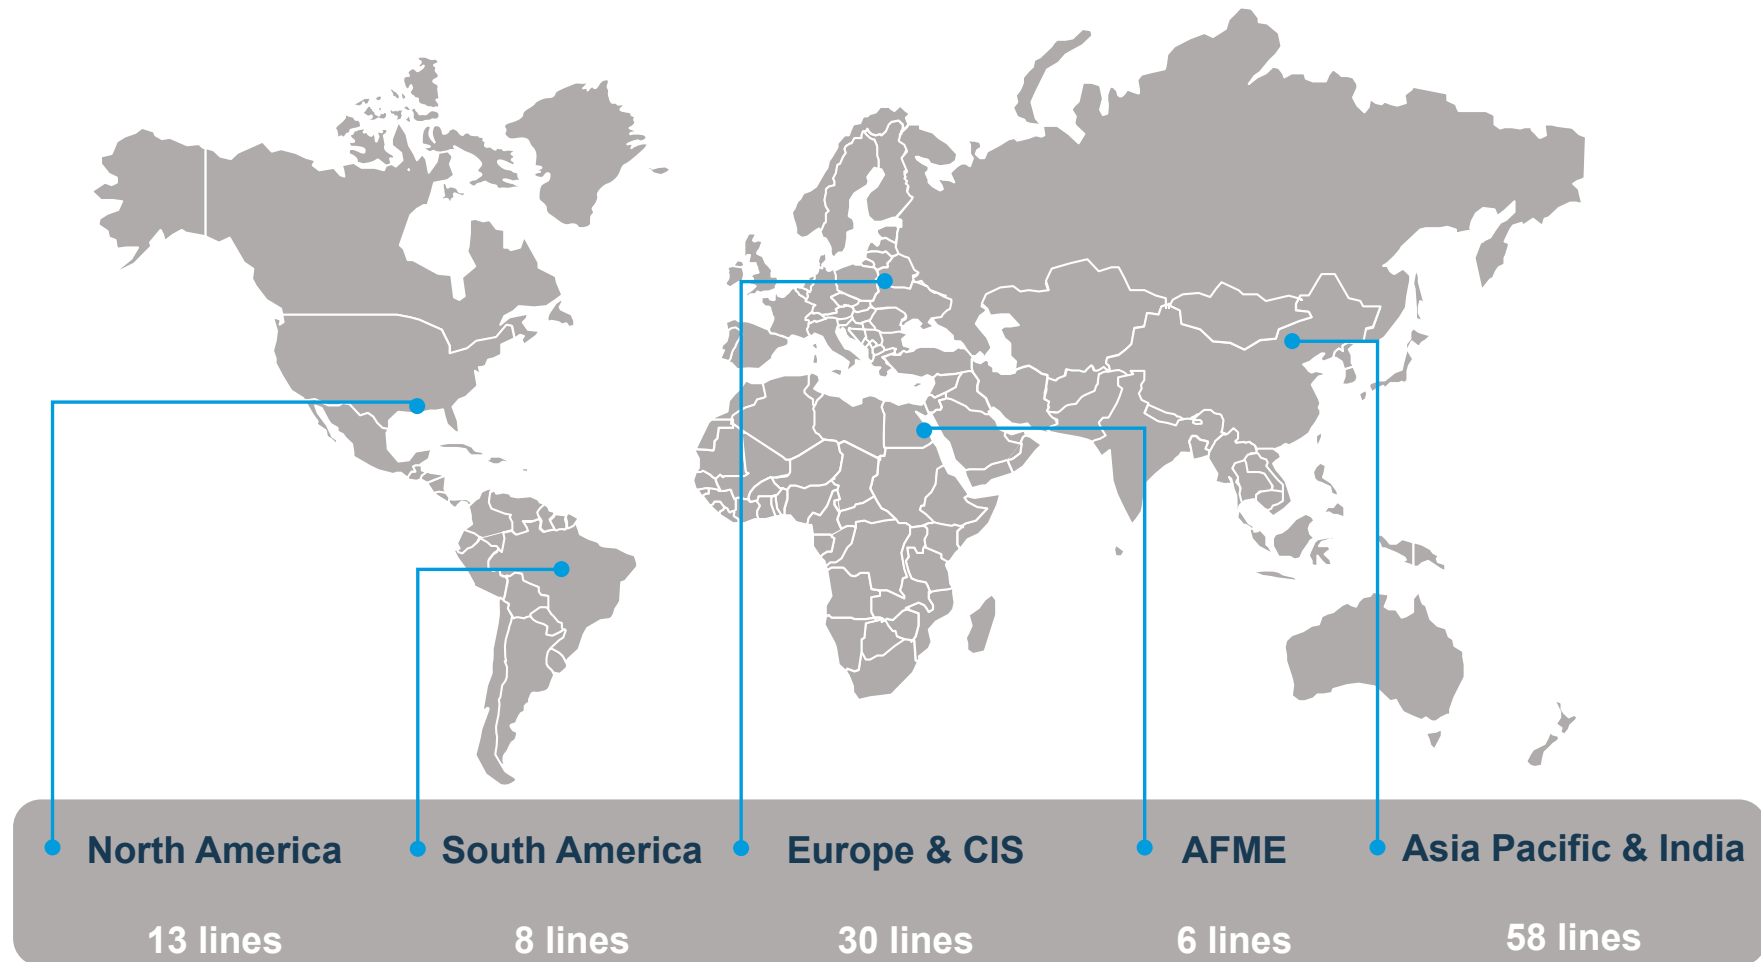 North America
South America
Europe & CIS
AFME
Asia Pacific & India
13 lines
8 lines
30 lines
6 lines
58 lines